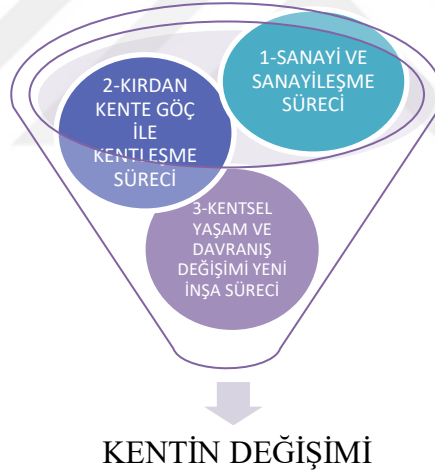 1-SANAYİ VE
SANAYİLEŞME
SÜRECİ
2-KIRDAN
KENTE GÖÇ
İLE
KENTLEŞME
SÜRECİ
3-KENTSEL
YAŞAM VE
DAVRANIŞ
DEĞİŞİMİ YENİ
İNŞA SÜRECİ
KENTİN DEĞİŞİMİ